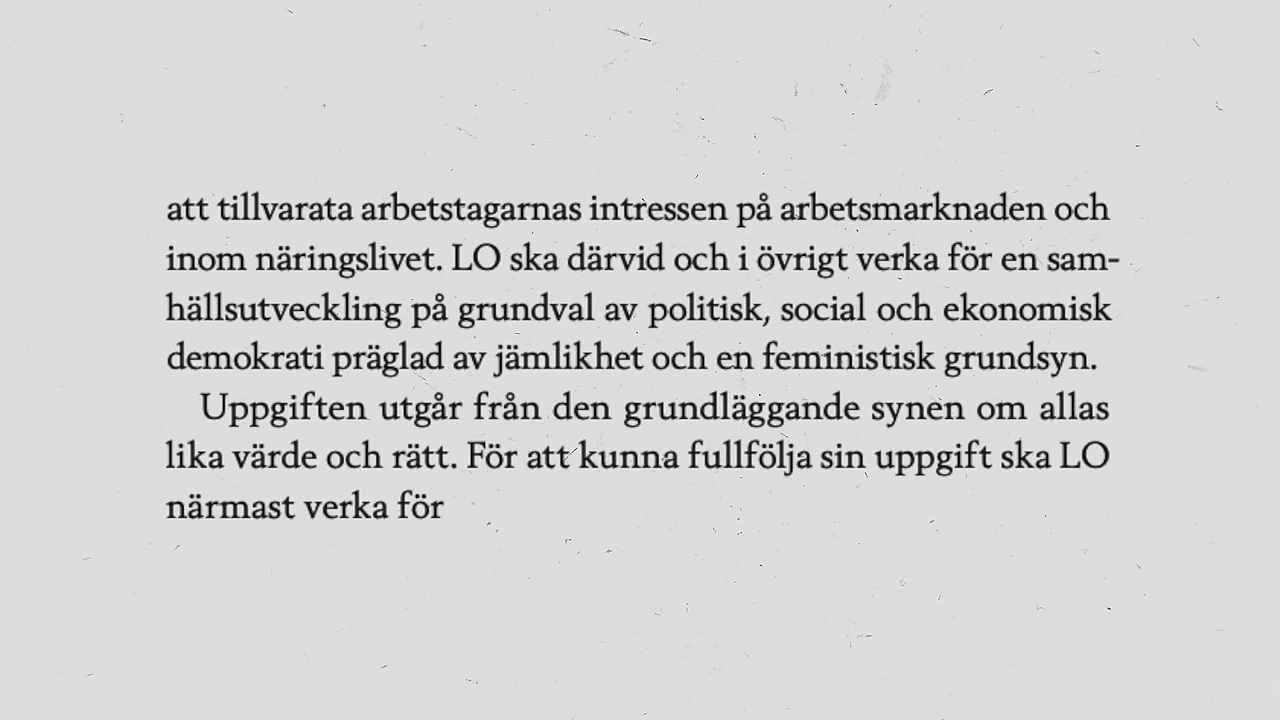 att tillvarata arbetstagarnas intressen på arbetsmarknaden och
inom näringslivet. LO ska därvid och i övrigt verka för en sam-
hällsutveckling på grundval av politisk, social och ekonomisk
demokrati präglad av jämlikhet och en feministisk grundsyn.
Uppgiften utgår från den grundläggande synen om allas
lika värde och rätt. För att kunna fullfölja sin uppgift ska LO
närmast verka för